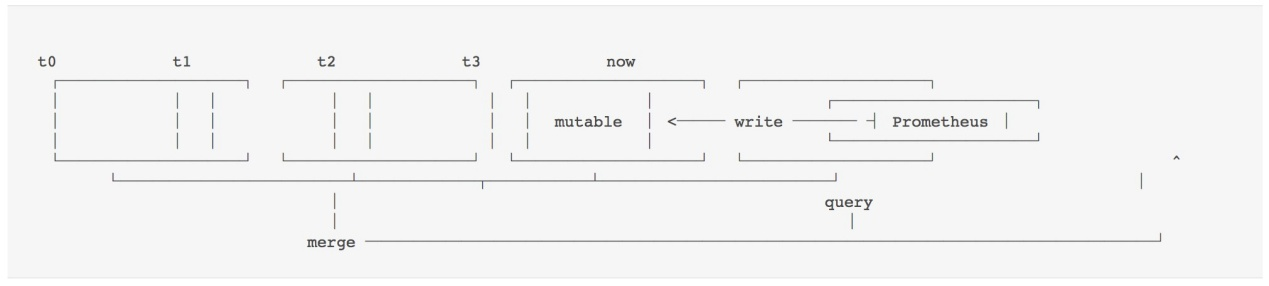 t0 t1 t2 t3 now
mutable <—— write ——┤ Prometheus
^
query
merge